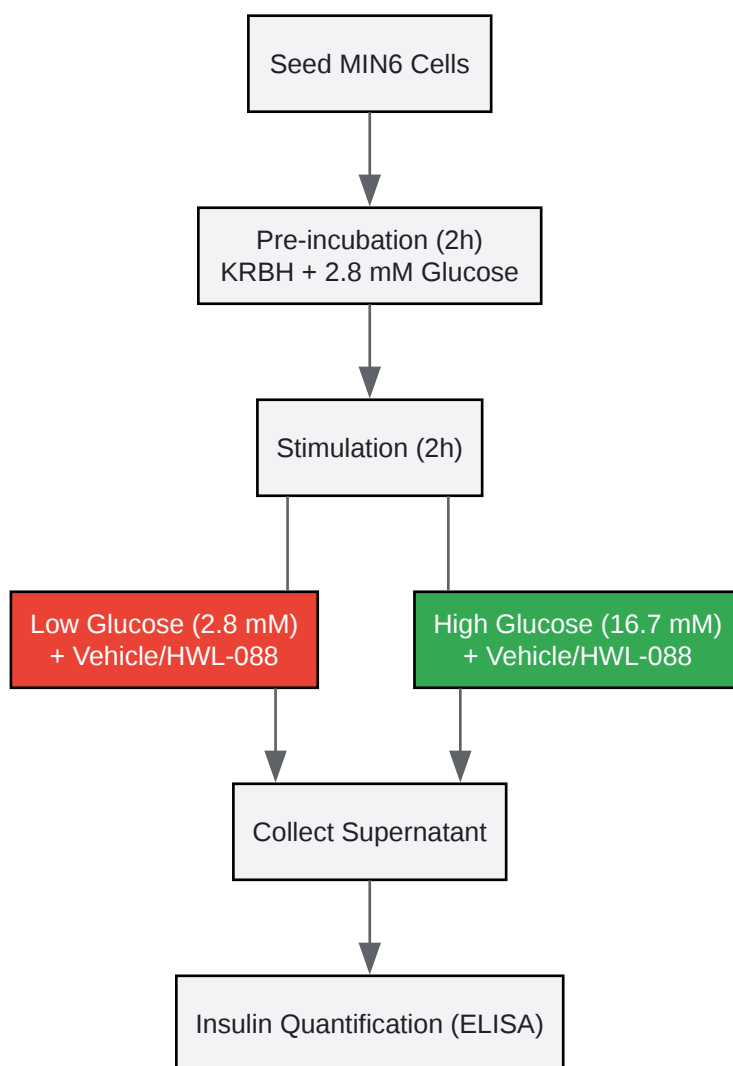 Seed MIN6 Cells
Pre-incubation (2h)
KRBH + 2.8 mM Glucose
Stimulation (2h)
Low Glucose (2.8 mM)
+ Vehicle/HWL-088
High Glucose (16.7 mM)
+ Vehicle/HWL-088
Collect Supernatant
Insulin Quantification (ELISA)